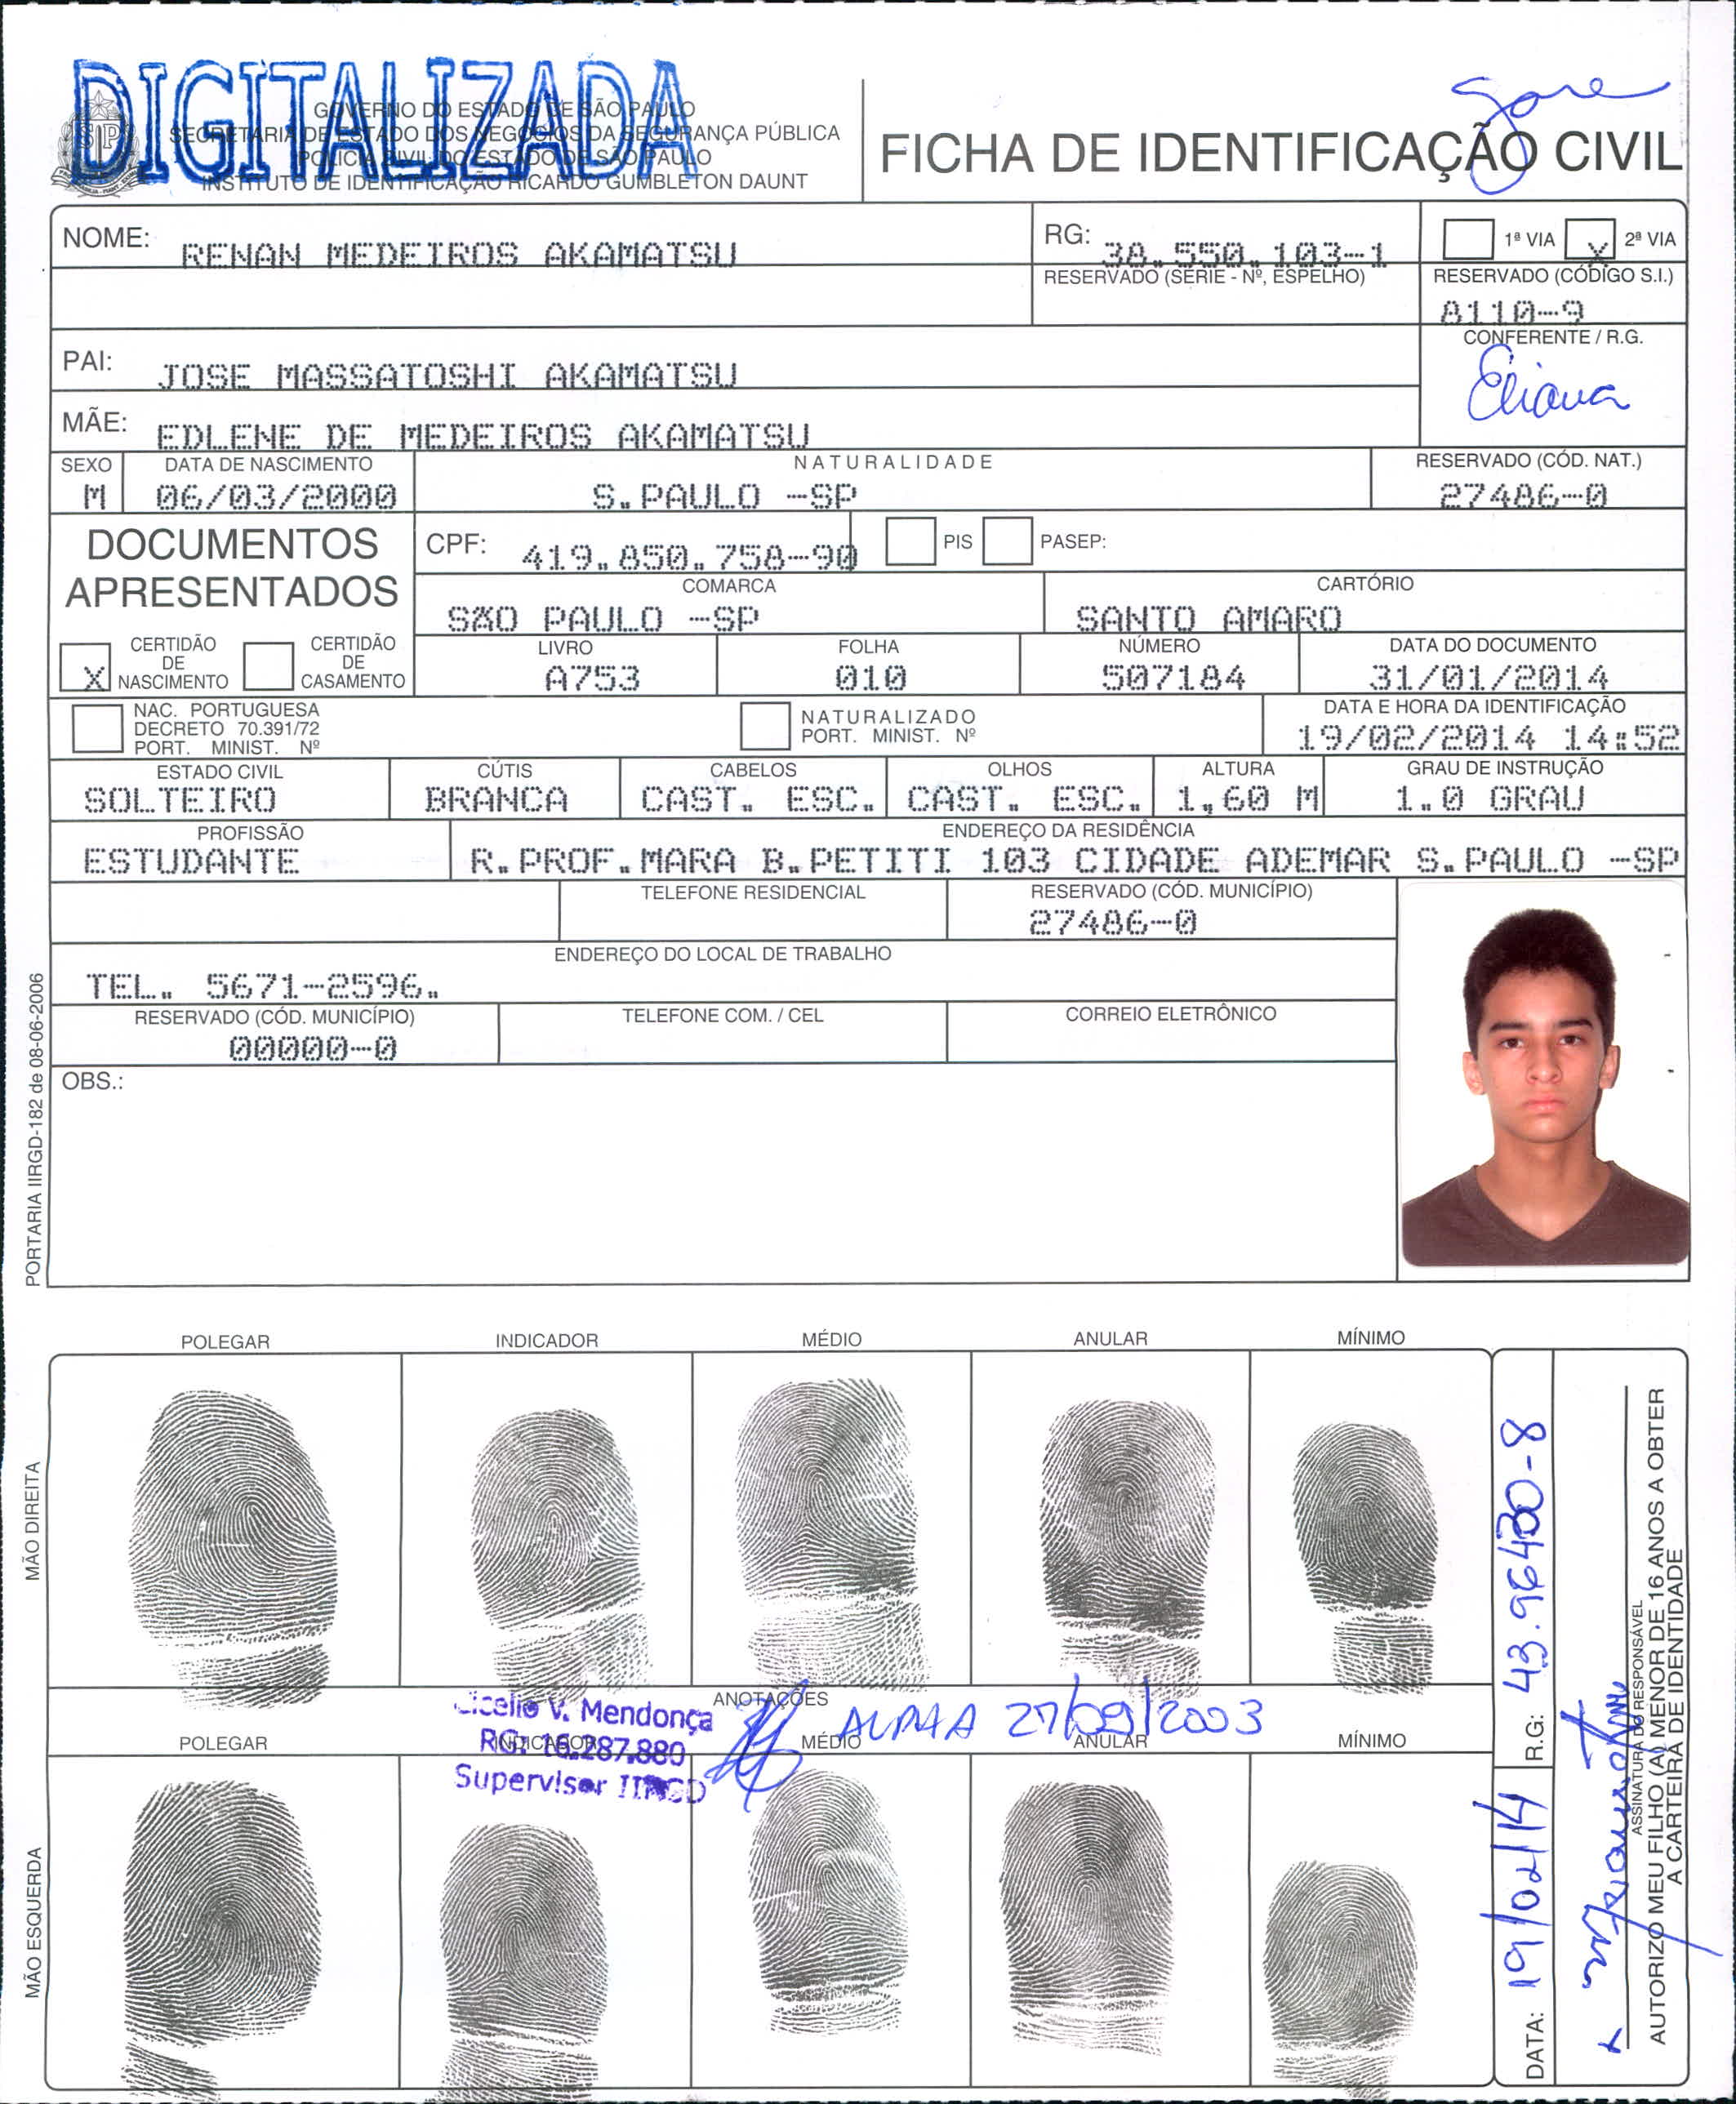 DIGITALIZADA
GOVERNO DO ESTADO DE SÃO PAULO
SECRETARIA DE ESTADO DOS NEGÓCIOS DA SEGURANÇA PÚBLICA
POLÍCIA CIVIL DO ESTADO DE SÃO PAULO
INSTITUTO DE IDENTIFICAÇÃO RICARDO GUMBLETON DAUNT
FICHA DE IDENTIFICAÇÃO CIVIL
NOME: RENAN MEDEIROS AKAMATSU
RG: 38.550.103-1
1ª VIA X 2ª VIA
RESERVADO (SÉRIE - Nº, ESPELHO)
RESERVADO (CÓDIGO S.I.)
8110-9
PAI: JOSE MASSATOSHI AKAMATSU
CONFERENTE / R.G.
Eliana
MÃE: EDLENE DE MEDEIROS AKAMATSU
SEXO DATA DE NASCIMENTO NATURALIDADE RESERVADO (CÓD. NAT.)
M 06/03/2000 S.PAULO -SP 27486-0
DOCUMENTOS
APRESENTADOS
CPF: 419.850.758-90 PIS PASEP:
COMARCA CARTÓRIO
SÃO PAULO -SP SANTO AMARO
X CERTIDÃO DE NASCIMENTO
CERTIDÃO DE CASAMENTO
LIVRO FOLHA NÚMERO DATA DO DOCUMENTO
A753 010 507184 31/01/2014
NAC. PORTUGUESA
DECRETO 70.391/72
PORT. MINIST. Nº
NATURALIZADO
PORT. MINIST. Nº
DATA E HORA DA IDENTIFICAÇÃO
19/02/2014 14:52
ESTADO CIVIL CÚTIS CABELOS OLHOS ALTURA GRAU DE INSTRUÇÃO
SOLTEIRO BRANCA CAST. ESC. CAST. ESC. 1,60 M 1.0 GRAU
PROFISSÃO ENDEREÇO DA RESIDÊNCIA
ESTUDANTE R.PROF.MARA B.PETITI 103 CIDADE ADEMAR S.PAULO -SP
TELEFONE RESIDENCIAL RESERVADO (CÓD. MUNICÍPIO)
27486-0
ENDEREÇO DO LOCAL DE TRABALHO
TEL. 5671-2596.
RESERVADO (CÓD. MUNICÍPIO) TELEFONE COM. / CEL CORREIO ELETRÔNICO
00000-0
OBS.:
PORTARIA IIRGD-182 de 08-06-2006
POLEGAR INDICADOR MÉDIO ANULAR MÍNIMO
MÃO DIREITA
ANOTAÇÕES
27/09/2003
V. Mendonça
RG: 16.287.880
Supervisor IIRGD
POLEGAR INDICADOR MÉDIO ANULAR MÍNIMO
MÃO ESQUERDA
DATA: 19/02/14 R.G.:
ASSINATURA DO RESPONSÁVEL
AUTORIZO MEU FILHO (A) MENOR DE 16 ANOS A OBTER
A CARTEIRA DE IDENTIDADE